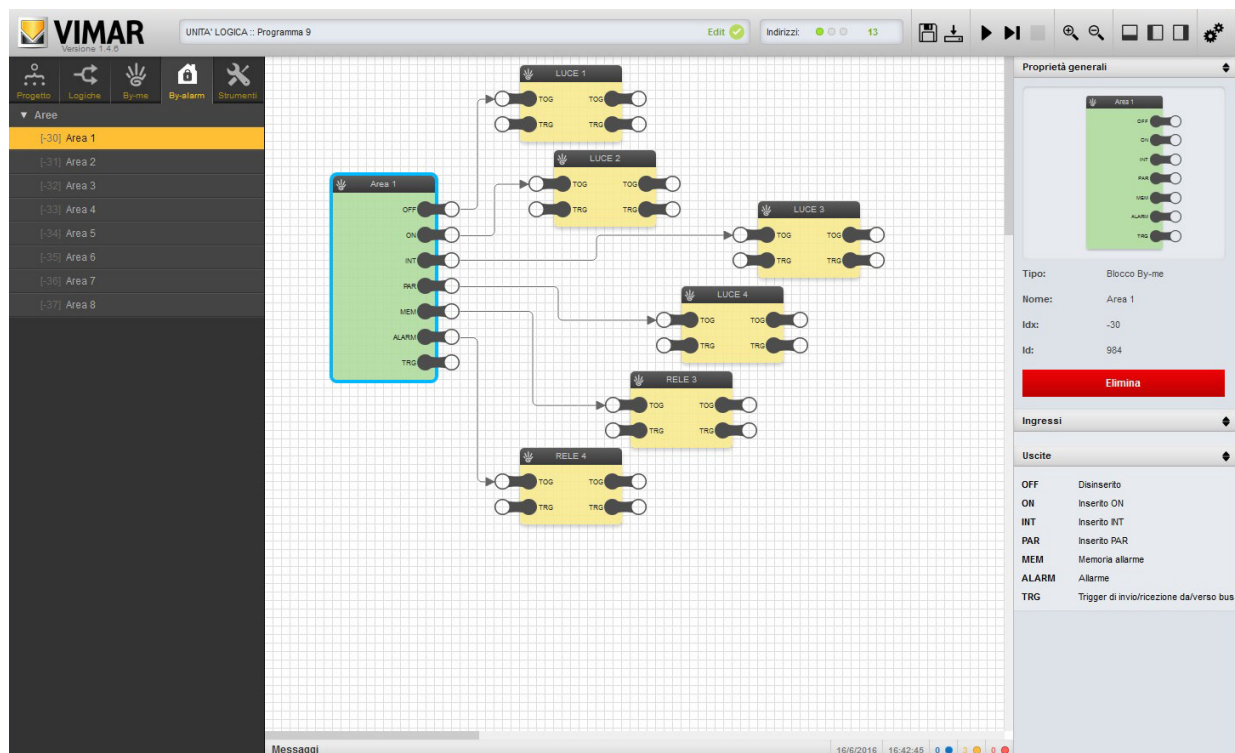 VIMAR
Versione 1.4.6
UNITA' LOGICA :: Programma 9
Edit
Indirizzi: 13
Progetto Logiche By-me By-alarm Strumenti
▼ Aree
[-30] Area 1
[-31] Area 2
[-32] Area 3
[-33] Area 4
[-34] Area 5
[-35] Area 6
[-36] Area 7
[-37] Area 8
LUCE 1
TOG TOG
TRG TRG
LUCE 2
TOG TOG
TRG TRG
Area 1
OFF
ON
INT
PAR
MEM
ALARM
TRG
LUCE 3
TOG TOG
TRG TRG
LUCE 4
TOG TOG
TRG TRG
RELE 3
TOG TOG
TRG TRG
RELE 4
TOG TOG
TRG TRG
Messaggi
16/6/2016 16:42:45 0 3 0
Proprietà generali
Area 1
OFF
ON
INT
PAR
MEM
ALARM
TRG
Tipo: Blocco By-me
Nome: Area 1
Idx: -30
Id: 984
Elimina
Ingressi
Uscite
OFF Disinserito
ON Inserito ON
INT Inserito INT
PAR Inserito PAR
MEM Memoria allarme
ALARM Allarme
TRG Trigger di invio/ricezione da/verso bus